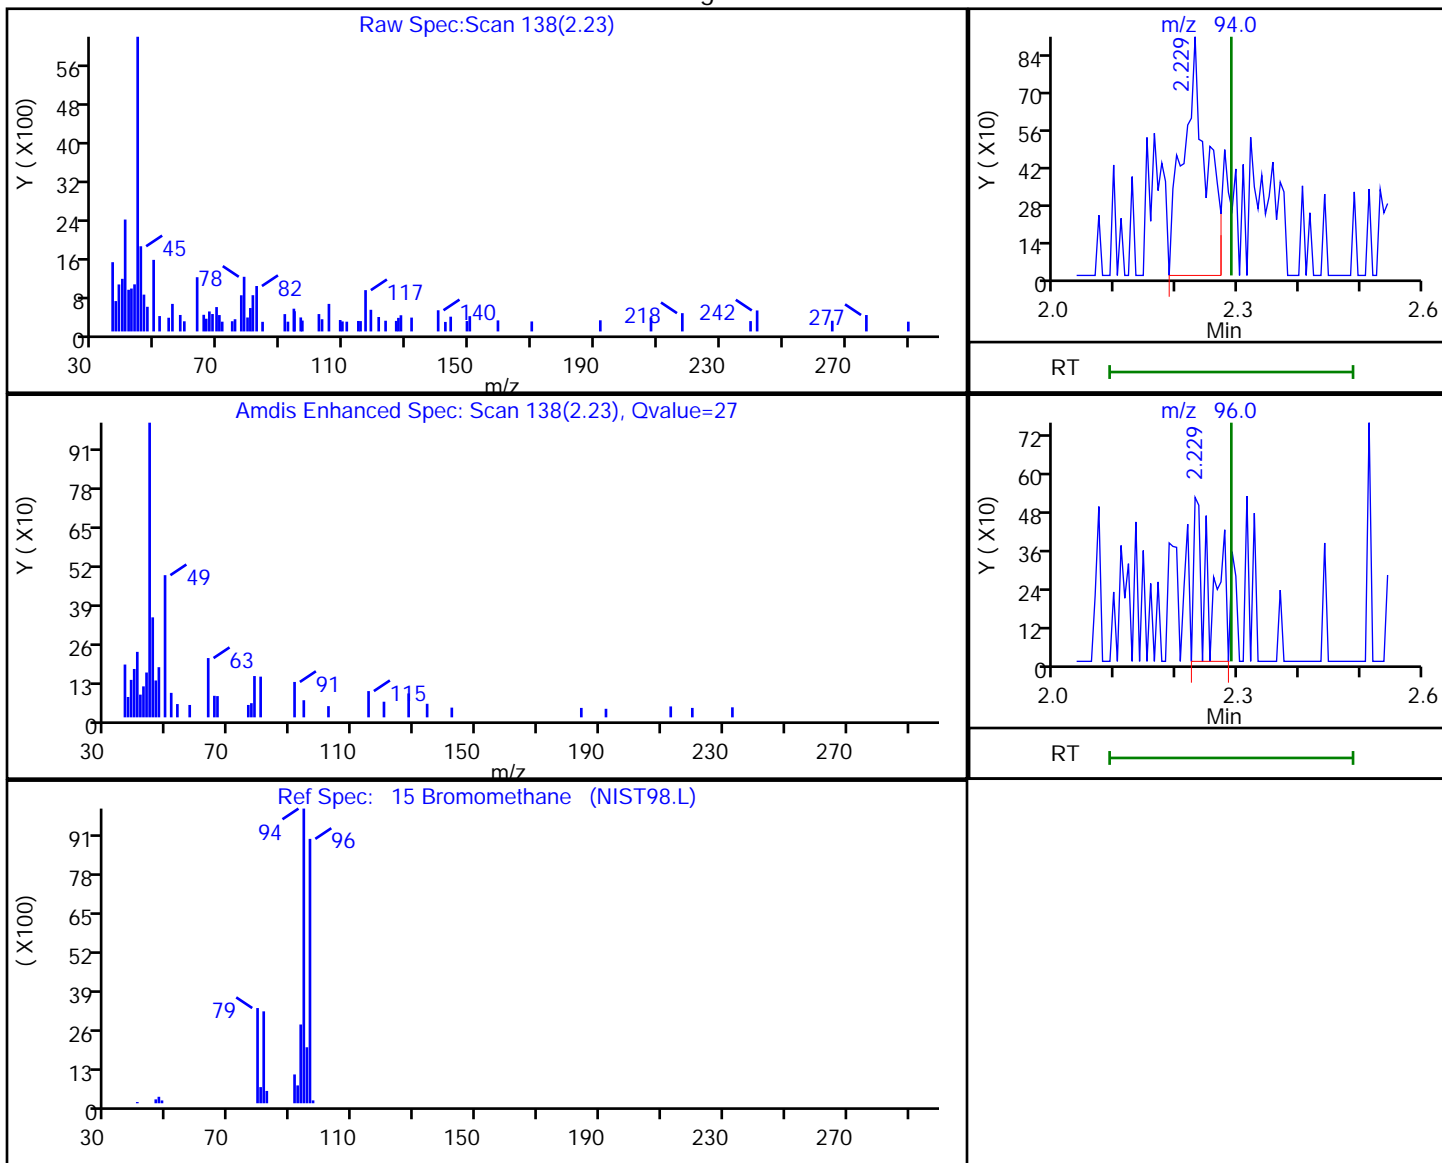 Raw Spec:Scan 138(2.23)
Y ( X100)
56
48
40
32
24
16
8
0
45
78
82
117
140
218
242
277
30 70 110 150 190 230 270
m/z
m/z 94.0
Y ( X10)
84
70
56
42
28
14
0
2.229
2.0 2.3 2.6
Min
RT
Amdis Enhanced Spec: Scan 138(2.23), Qvalue=27
Y ( X10)
91
78
65
52
39
26
13
0
49
63
91
115
30 70 110 150 190 230 270
m/z
m/z 96.0
Y ( X10)
72
60
48
36
24
12
0
2.229
2.0 2.3 2.6
Min
RT
Ref Spec: 15 Bromomethane (NIST98.L)
( X100)
91
78
65
52
39
26
13
0
94
96
79
30 70 110 150 190 230 270